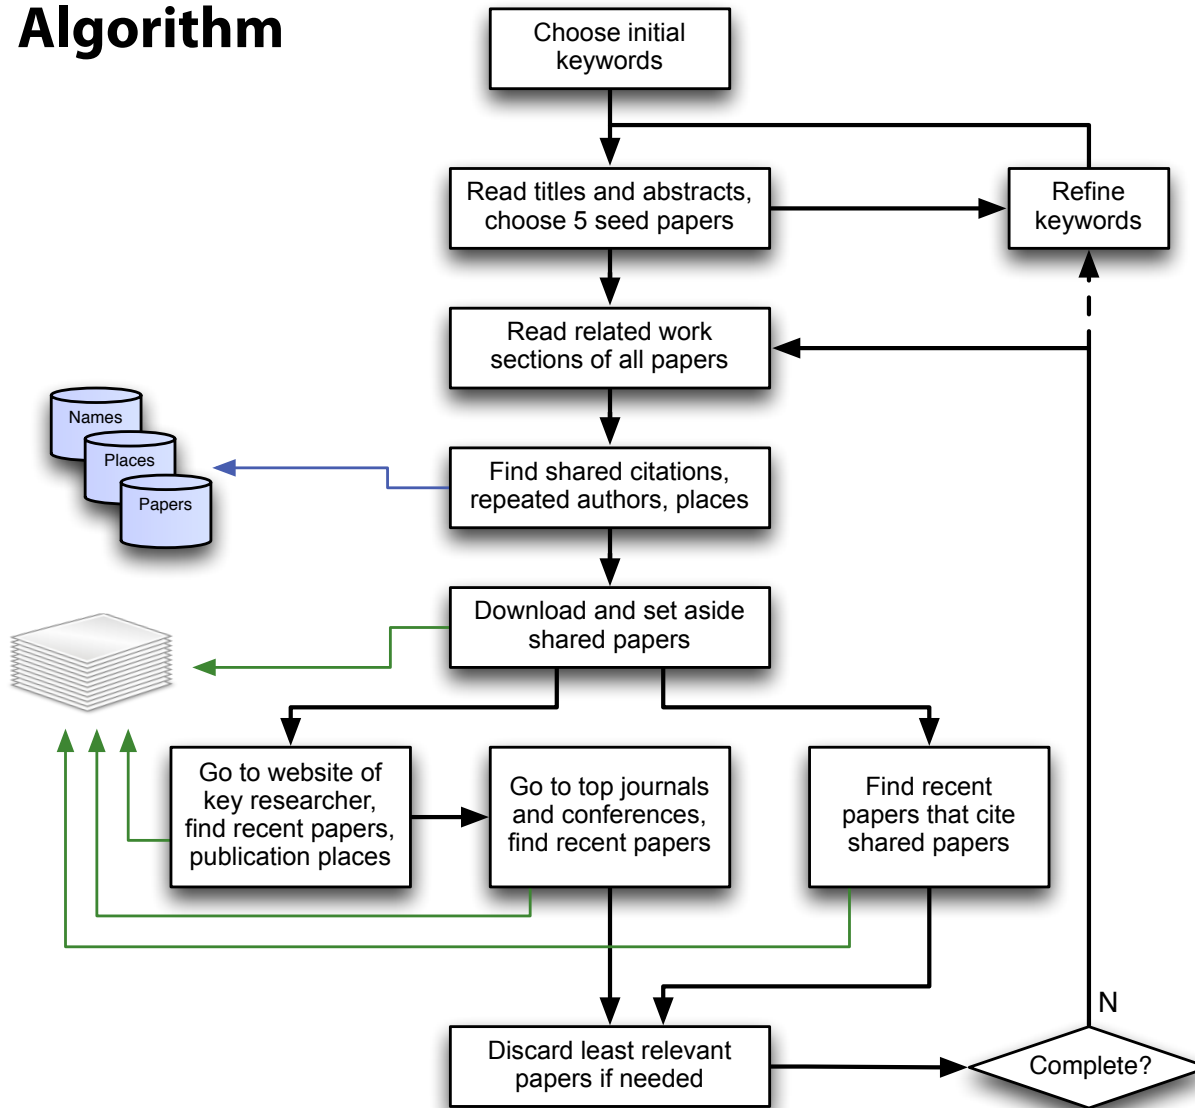 Algorithm
Choose initial
keywords
Read titles and abstracts,
choose 5 seed papers
Refine
keywords
Read related work
sections of all papers
Names
Places
Papers
Find shared citations,
repeated authors, places
Download and set aside
shared papers
Go to website of
key researcher,
find recent papers,
publication places
Go to top journals
and conferences,
find recent papers
Find recent
papers that cite
shared papers
N
Discard least relevant
papers if needed
Complete?